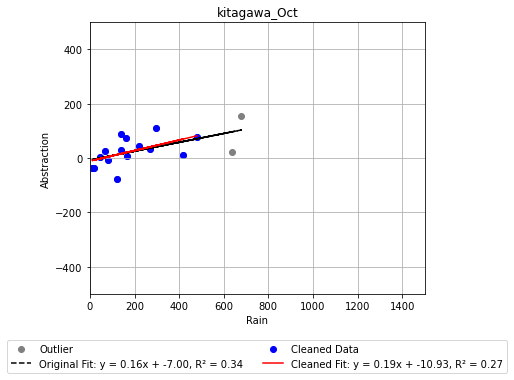 kitagawa_Oct
Abstraction
400
200
0
−200
−400
0 200 400 600 800 1000 1200 1400
Rain
Outlier Cleaned Data
Original Fit: y = 0.16x + -7.00, R² = 0.34 Cleaned Fit: y = 0.19x + -10.93, R² = 0.27